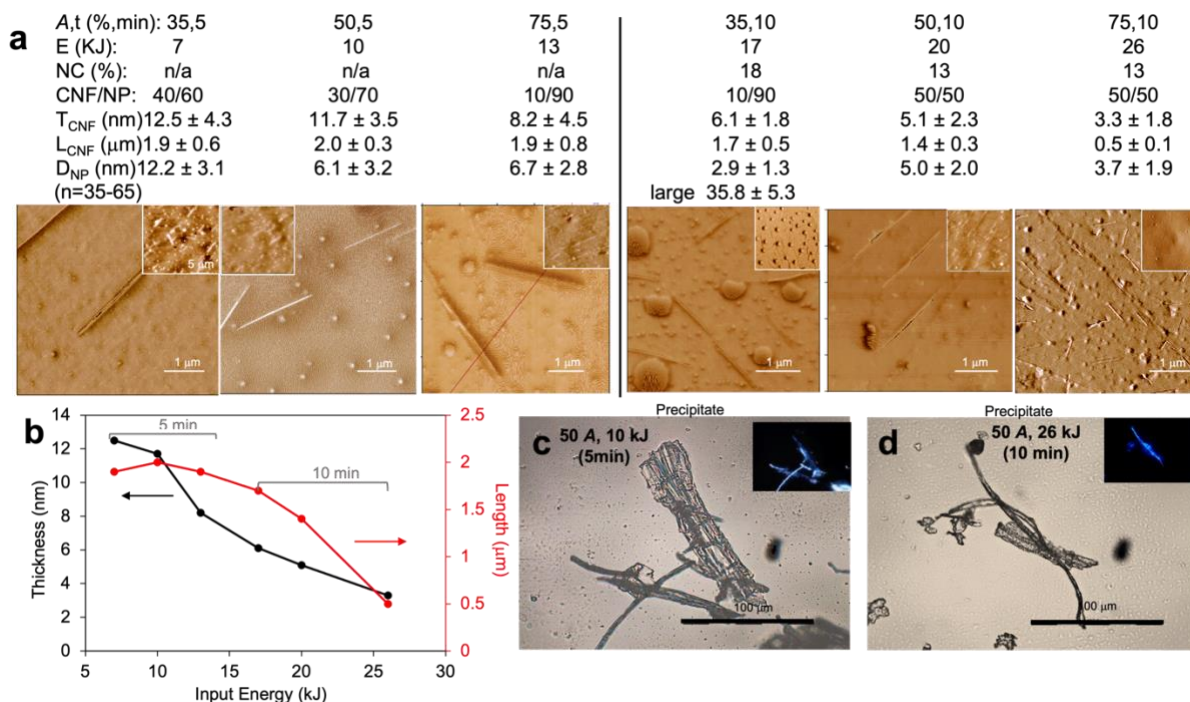 a
A,t (%,min): 35,5 50,5 75,5 35,10 50,10 75,10
E (KJ): 7 10 13 17 20 26
NC (%): n/a n/a n/a 18 13 13
CNF/NP: 40/60 30/70 10/90 10/90 50/50 50/50
T_CNF (nm) 12.5 ± 4.3 11.7 ± 3.5 8.2 ± 4.5 6.1 ± 1.8 5.1 ± 2.3 3.3 ± 1.8
L_CNF (μm) 1.9 ± 0.6 2.0 ± 0.3 1.9 ± 0.8 1.7 ± 0.5 1.4 ± 0.3 0.5 ± 0.1
D_NP (nm) 12.2 ± 3.1 6.1 ± 3.2 6.7 ± 2.8 2.9 ± 1.3 5.0 ± 2.0 3.7 ± 1.9
(n=35-65) large 35.8 ± 5.3
5 μm
1 μm 1 μm 1 μm 1 μm 1 μm 1 μm
b
14
12
10
8
6
4
2
0
Thickness (nm)
5 min
10 min
2.5
2
1.5
1
0.5
0
Length (μm)
5 10 15 20 25 30
Input Energy (kJ)
Precipitate
c 50 A, 10 kJ
(5min)
100 μm
Precipitate
d 50 A, 26 kJ
(10 min)
00 μm